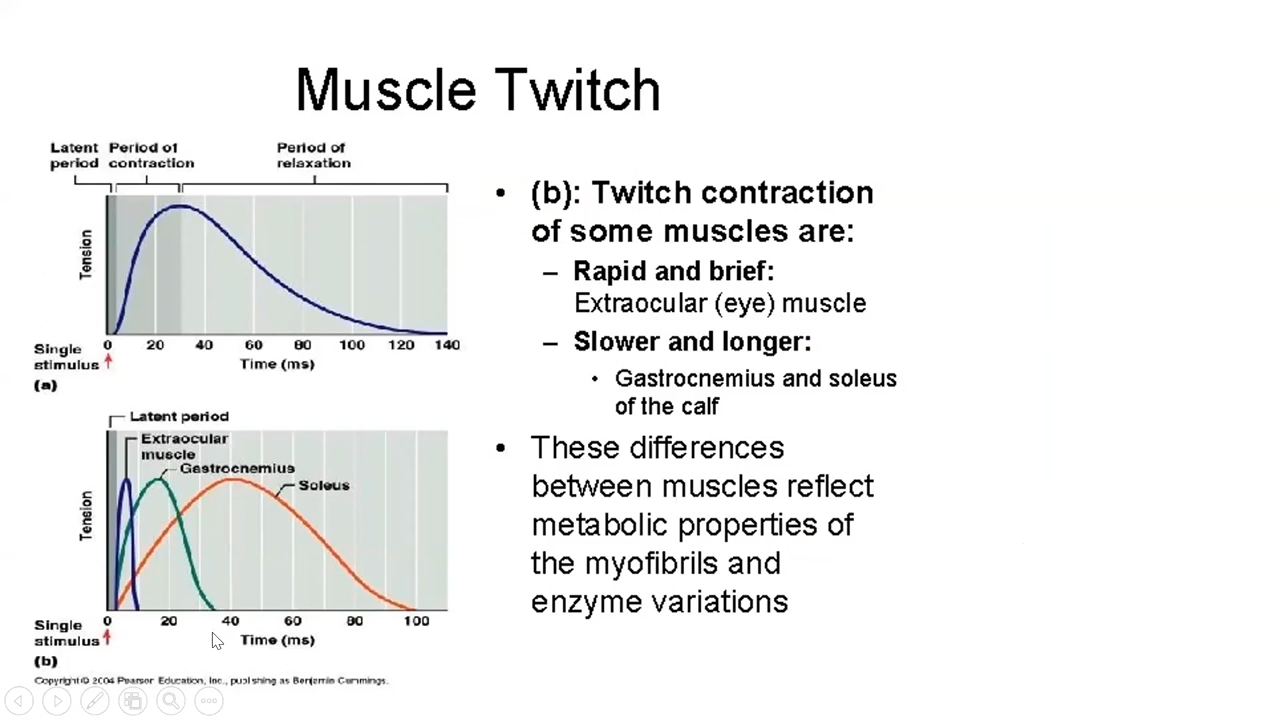 Muscle Twitch
Latent Period of Period of
period contraction relaxation
Tension
0 20 40 60 80 100 120 140
Single
stimulus
Time (ms)
(a)
Latent period
Extraocular
muscle
Gastrocnemius
Soleus
Tension
0 20 40 60 80 100
Single
stimulus
Time (ms)
(b)
Copyright © 2004 Pearson Education, Inc., publishing as Benjamin Cummings.
• (b): Twitch contraction
of some muscles are:
– Rapid and brief:
Extraocular (eye) muscle
– Slower and longer:
• Gastrocnemius and soleus
of the calf
• These differences
between muscles reflect
metabolic properties of
the myofibrils and
enzyme variations